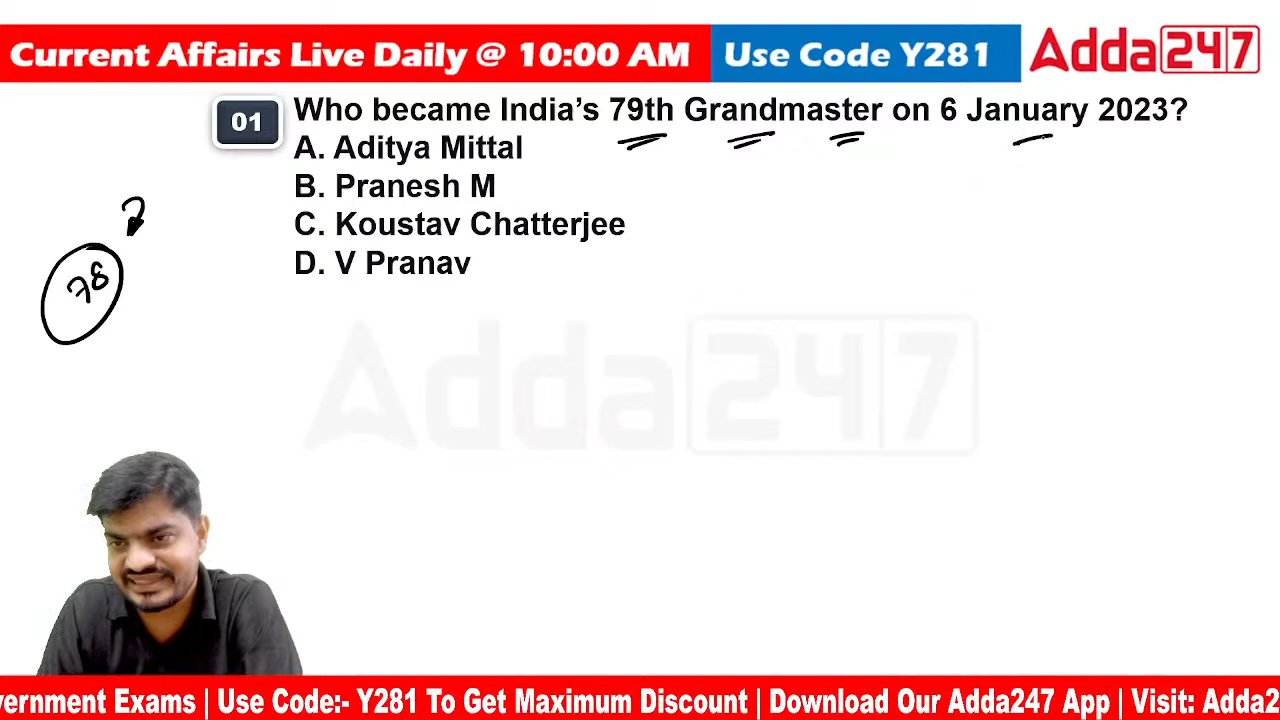 Current Affairs Live Daily @ 10:00 AM
Use Code Y281
Adda247
01
Who became India's 79th Grandmaster on 6 January 2023?
A. Aditya Mittal
B. Pranesh M
C. Koustav Chatterjee
D. V Pranav
78
Adda247
vernment Exams | Use Code:- Y281 To Get Maximum Discount | Download Our Adda247 App | Visit: Adda2